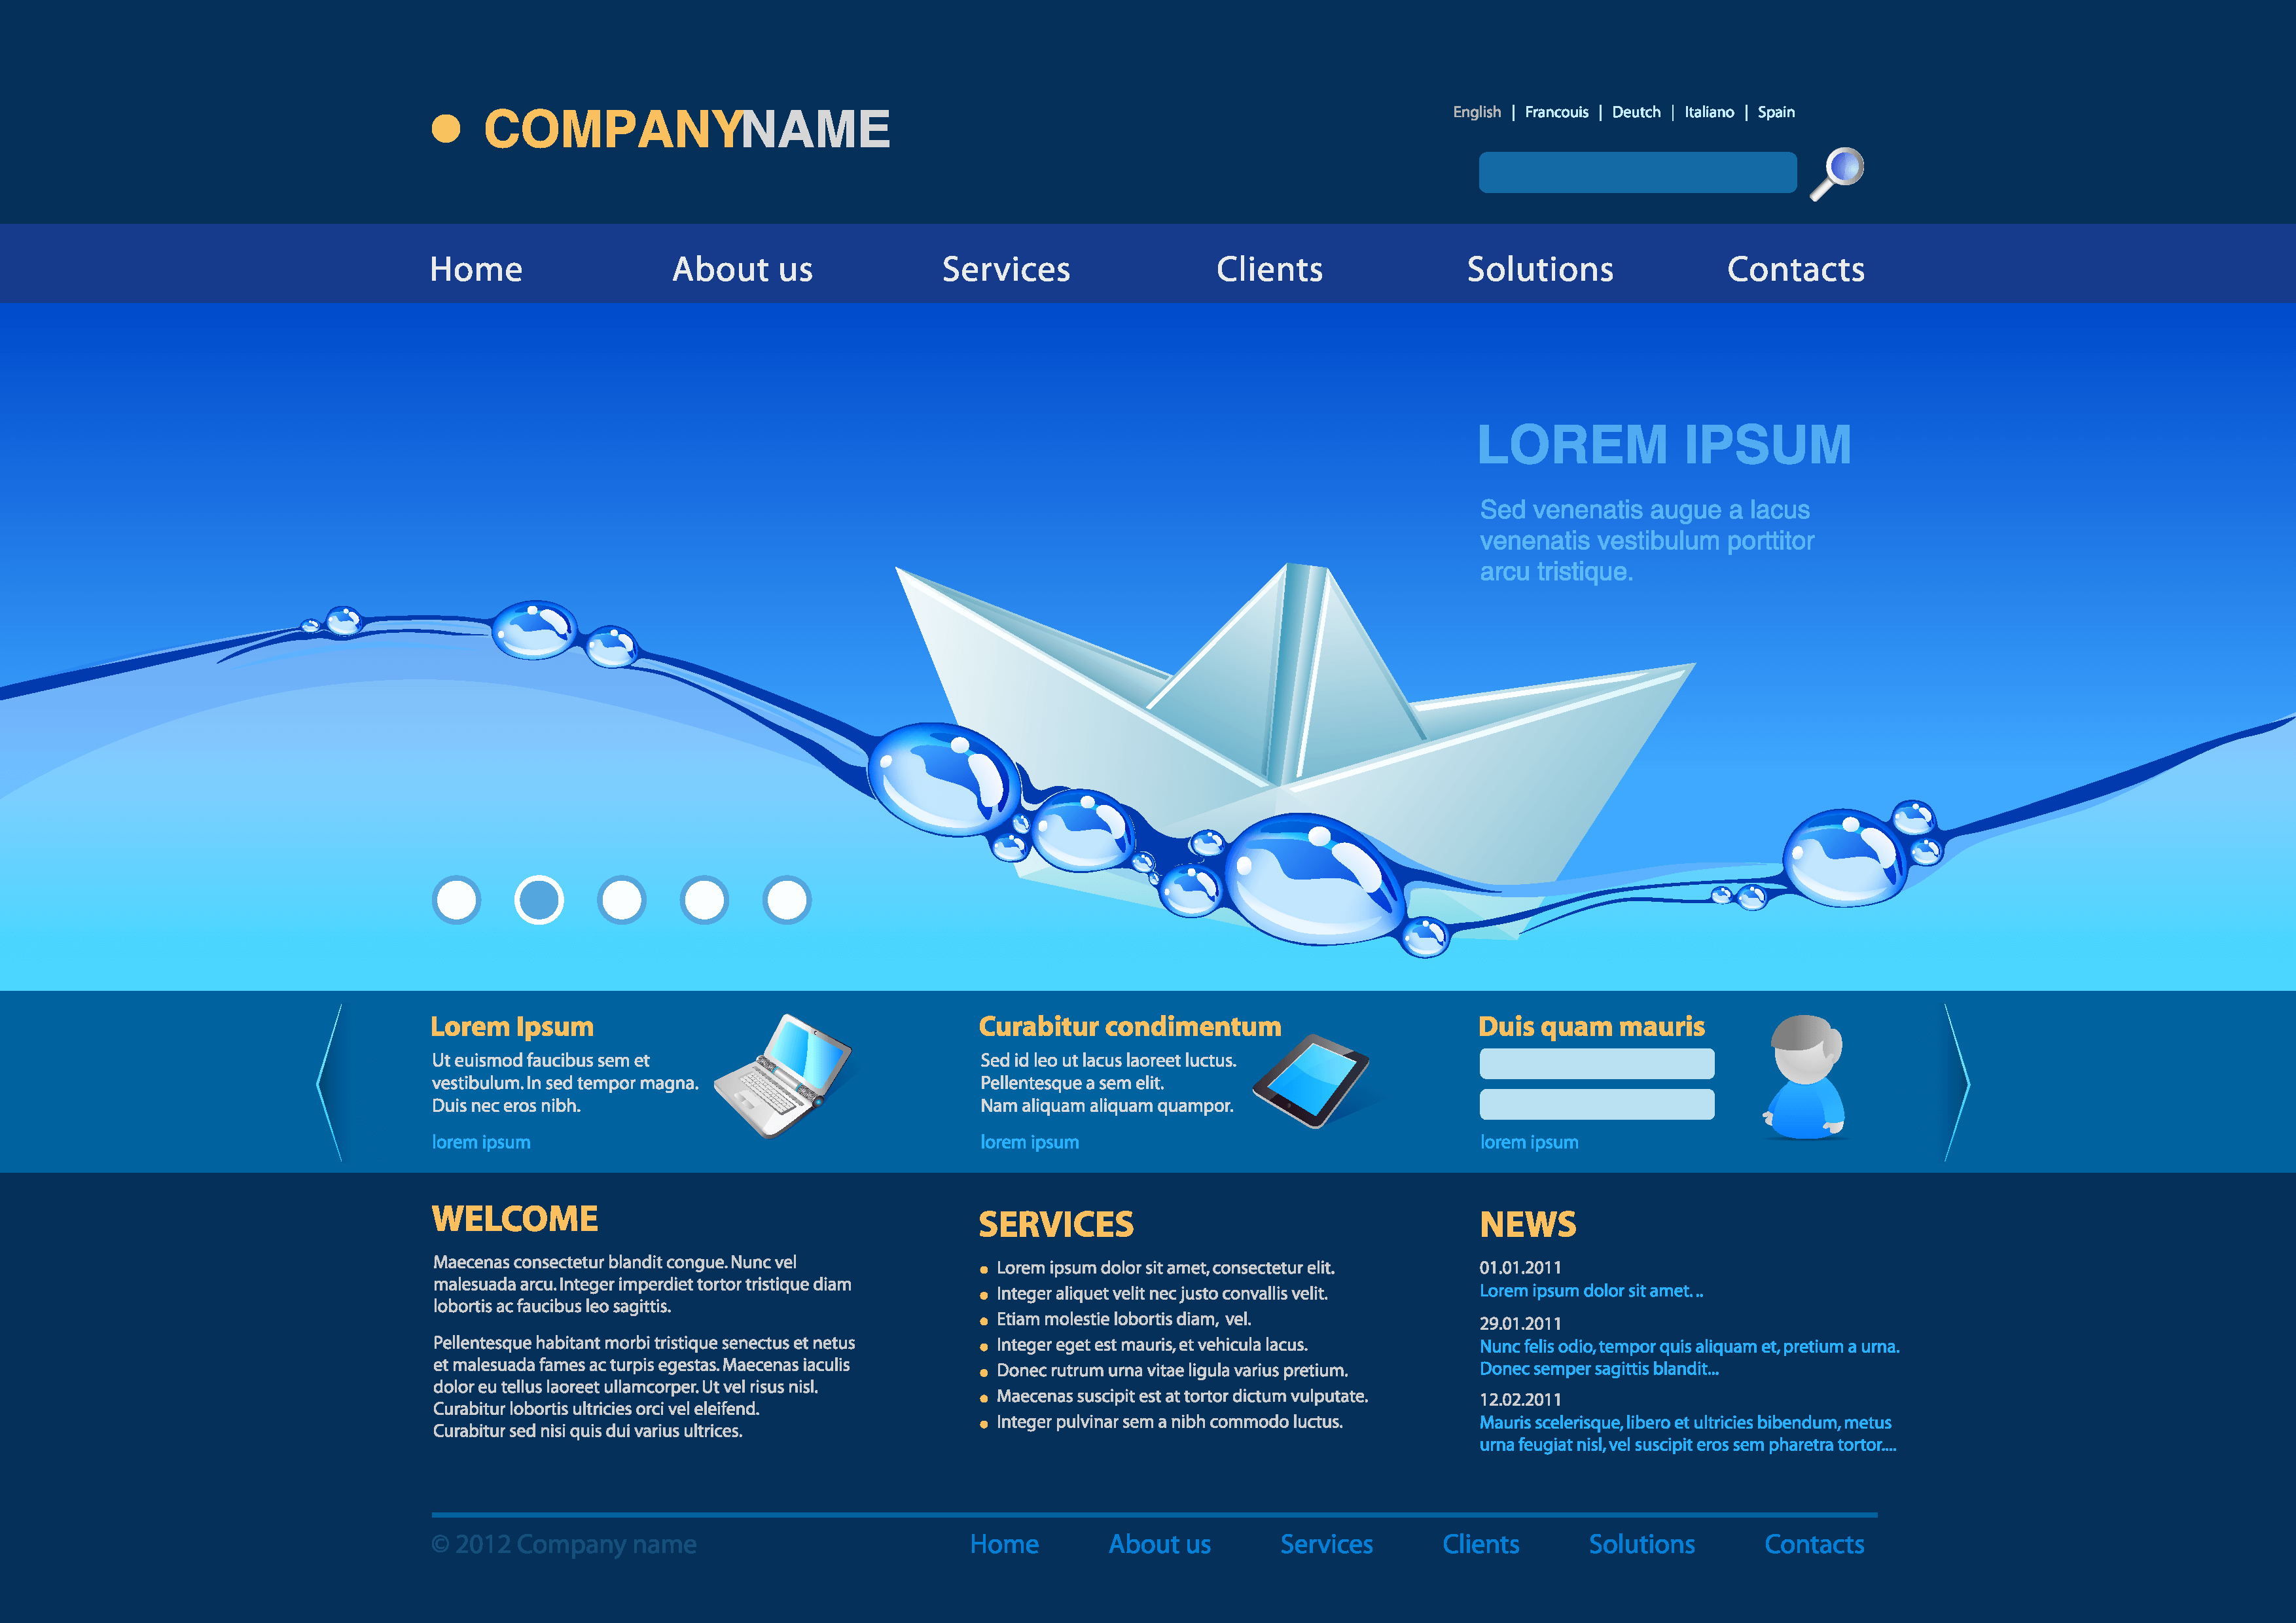 COMPANYNAME
English | Francouis | Deutch | Italiano | Spain
Home About us Services Clients Solutions Contacts
LOREM IPSUM
Sed venenatis augue a lacus
venenatis vestibulum porttitor
arcu tristique.
Lorem Ipsum
Ut euismod faucibus sem et
vestibulum. In sed tempor magna.
Duis nec eros nibh.
lorem ipsum
Curabitur condimentum
Sed id leo ut lacus laoreet luctus.
Pellentesque a sem elit.
Nam aliquam aliquam quampor.
lorem ipsum
Duis quam mauris
lorem ipsum
WELCOME
Maecenas consectetur blandit congue. Nunc vel
malesuada arcu. Integer imperdiet tortor tristique diam
lobortis ac faucibus leo sagittis.
Pellentesque habitant morbi tristique senectus et netus
et malesuada fames ac turpis egestas. Maecenas iaculis
dolor eu tellus laoreet ullamcorper. Ut vel risus nisl.
Curabitur lobortis ultricies orci vel eleifend.
Curabitur sed nisi quis dui varius ultrices.
SERVICES
• Lorem ipsum dolor sit amet, consectetur elit.
• Integer aliquet velit nec justo convallis velit.
• Etiam molestie lobortis diam, vel.
• Integer eget est mauris, et vehicula lacus.
• Donec rutrum urna vitae ligula varius pretium.
• Maecenas suscipit est at tortor dictum vulputate.
• Integer pulvinar sem a nibh commodo luctus.
NEWS
01.01.2011
Lorem ipsum dolor sit amet. ..
29.01.2011
Nunc felis odio, tempor quis aliquam et, pretium a urna.
Donec semper sagittis blandit...
12.02.2011
Mauris scelerisque, libero et ultricies bibendum, metus
urna feugiat nisl, vel suscipit eros sem pharetra tortor....
© 2012 Company name
Home About us Services Clients Solutions Contacts